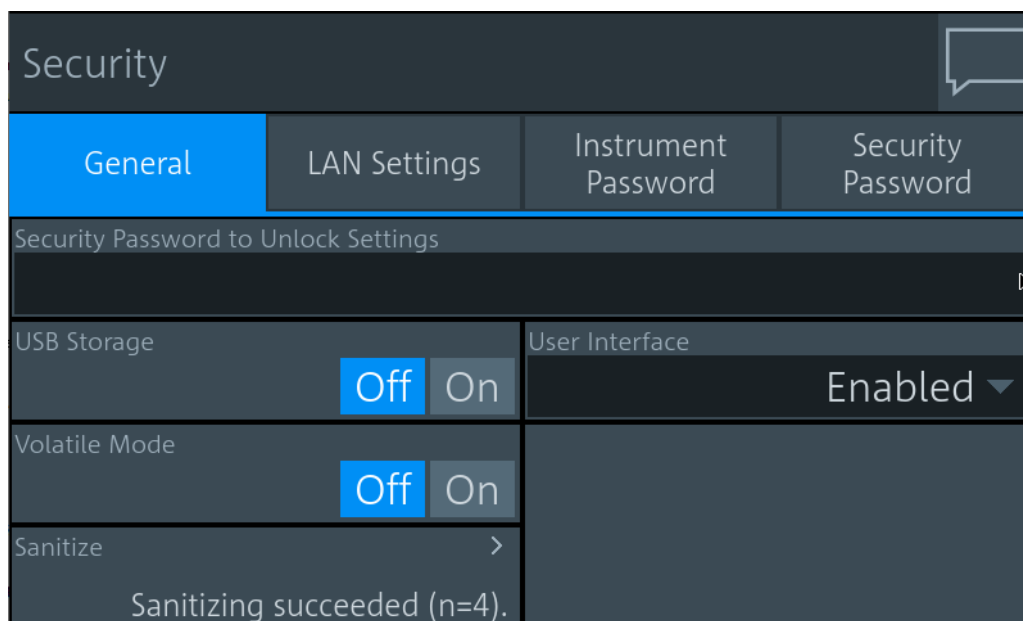 Security
General
LAN Settings
Instrument
Password
Security
Password
Security Password to Unlock Settings
USB Storage
Off On
User Interface
Enabled
Volatile Mode
Off On
Sanitize
Sanitizing succeeded (n=4).